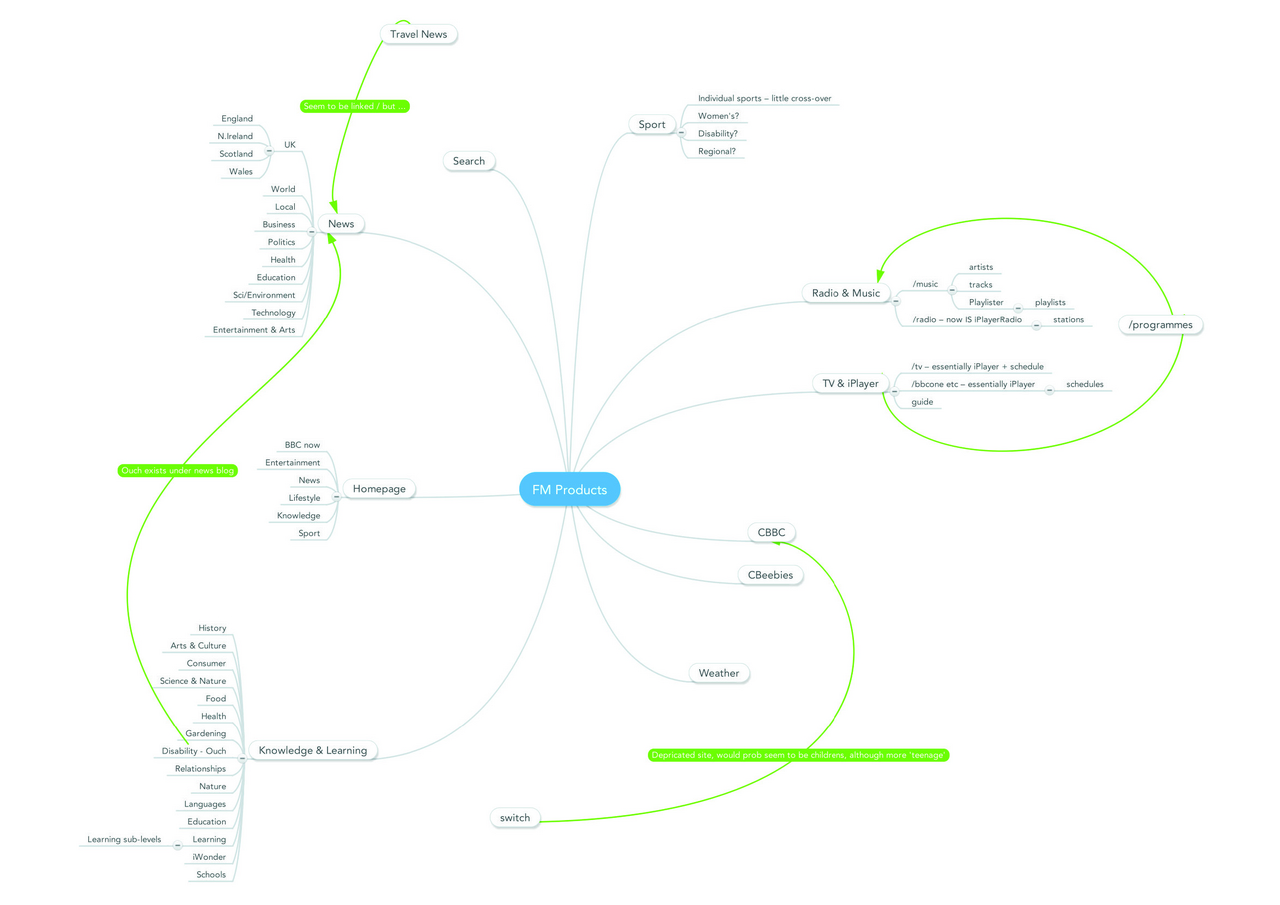 Travel News
Seem to be linked / but ...
England
N.Ireland
Scotland
Wales
UK
World
Local
Business
Politics
Health
Education
Sci/Environment
Technology
Entertainment & Arts
News
Search
Sport
Individual sports – little cross-over
Women's?
Disability?
Regional?
Radio & Music
/music
artists
tracks
Playlister
playlists
/radio – now IS iPlayerRadio
stations
/programmes
TV & iPlayer
/tv – essentially iPlayer + schedule
/bbcone etc – essentially iPlayer
schedules
guide
Ouch exists under news blog
BBC now
Entertainment
News
Lifestyle
Knowledge
Sport
Homepage
FM Products
CBBC
CBeebies
Weather
Depricated site, would prob seem to be childrens, although more 'teenage'
switch
History
Arts & Culture
Consumer
Science & Nature
Food
Health
Gardening
Disability - Ouch
Relationships
Nature
Languages
Education
Learning sub-levels
Learning
iWonder
Schools
Knowledge & Learning